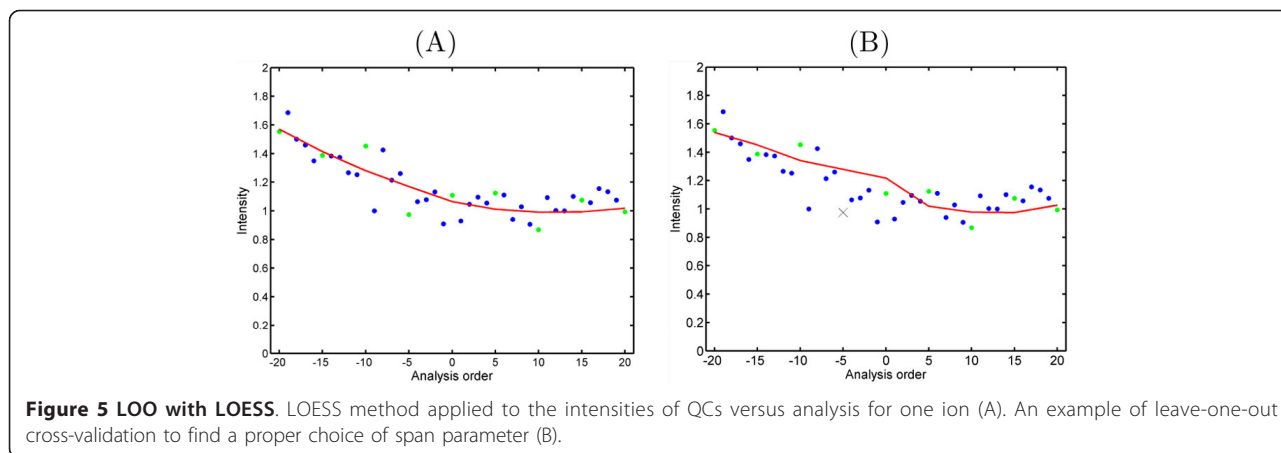 (A)
(B)
2
1.8
1.6
1.4
1.2
1
0.8
0.6
0.4
0.2
0
Intensity
-20 -15 -10 -5 0 5 10 15 20
Analysis order
2
1.8
1.6
1.4
1.2
1
0.8
0.6
0.4
0.2
0
Intensity
-20 -15 -10 -5 0 5 10 15 20
Analysis order
Figure 5 LOO with LOESS. LOESS method applied to the intensities of QCs versus analysis for one ion (A). An example of leave-one-out
cross-validation to find a proper choice of span parameter (B).